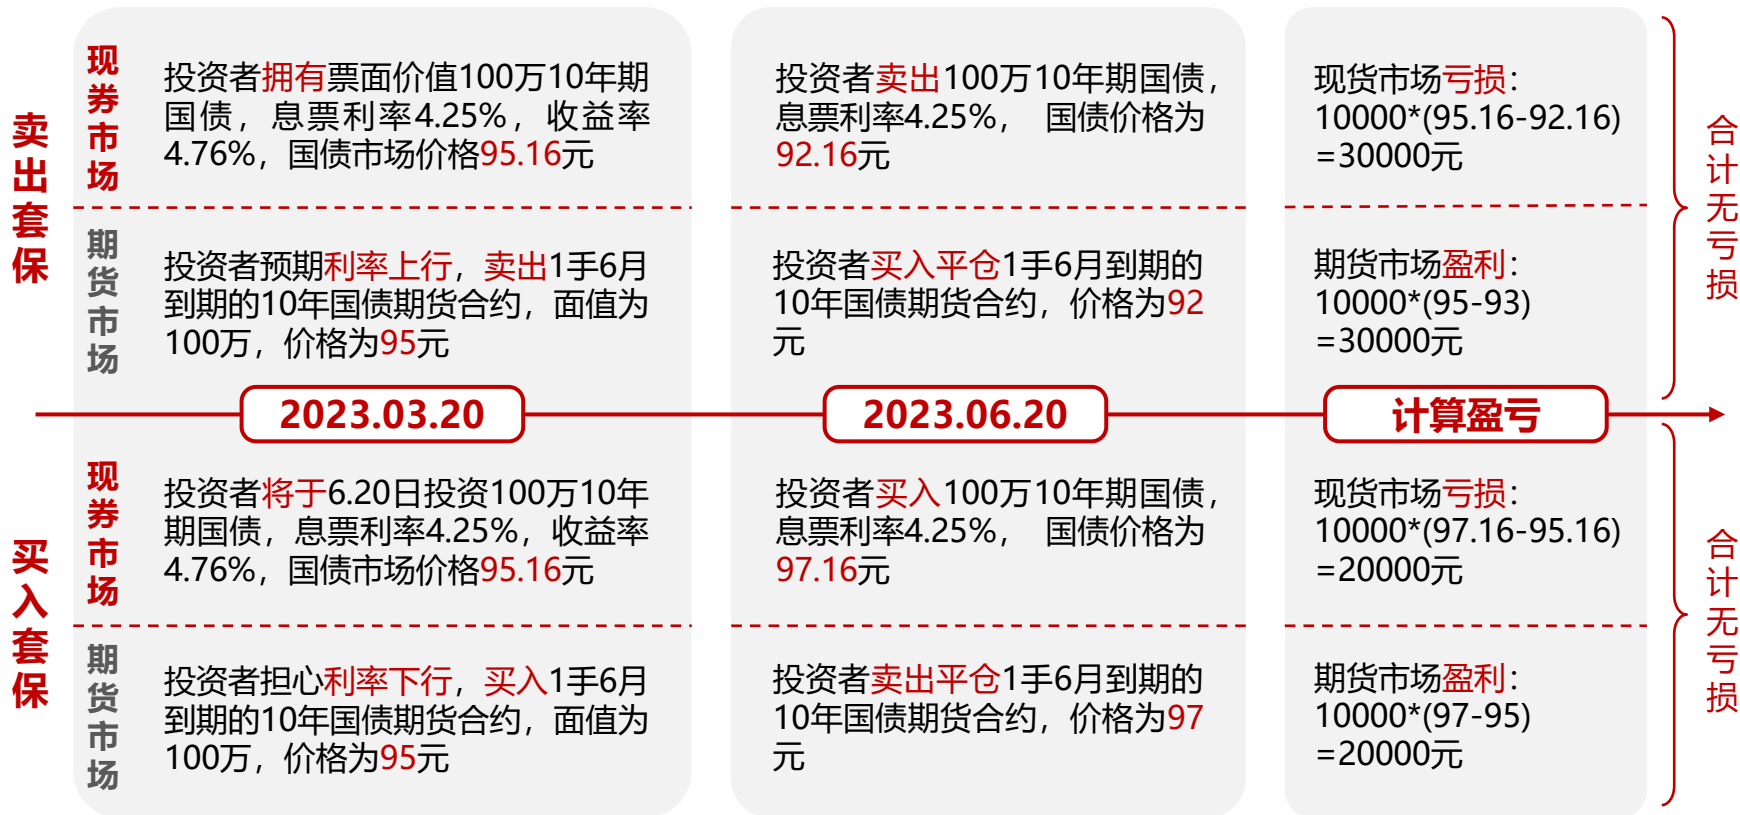 卖出套保
现券市场
投资者拥有票面价值100万10年期
国债，息票利率4.25%，收益率
4.76%，国债市场价格95.16元
投资者卖出100万10年期国债，
息票利率4.25%， 国债价格为
92.16元
现货市场亏损：
10000*(95.16-92.16)
=30000元
合计无亏损
期货市场
投资者预期利率上行，卖出1手6月
到期的10年国债期货合约，面值为
100万，价格为95元
投资者买入平仓1手6月到期的
10年国债期货合约，价格为92
元
期货市场盈利：
10000*(95-93)
=30000元
2023.03.20
2023.06.20
计算盈亏
买入套保
现券市场
投资者将于6.20日投资100万10年
期国债，息票利率4.25%，收益率
4.76%，国债市场价格95.16元
投资者买入100万10年期国债，
息票利率4.25%， 国债价格为
97.16元
现货市场亏损：
10000*(97.16-95.16)
=20000元
合计无亏损
期货市场
投资者担心利率下行，买入1手6月
到期的10年国债期货合约，面值为
100万，价格为95元
投资者卖出平仓1手6月到期的
10年国债期货合约，价格为97
元
期货市场盈利：
10000*(97-95)
=20000元